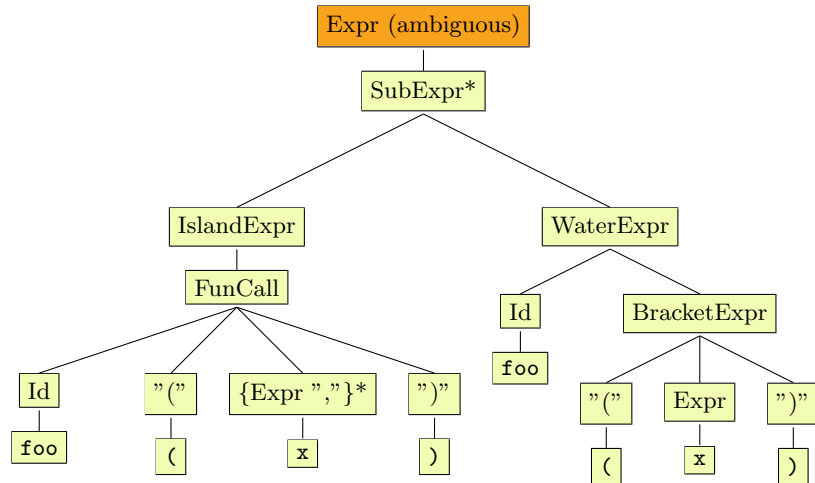 Expr (ambiguous)
SubExpr*
IslandExpr WaterExpr
FunCall Id BracketExpr
foo
Id "(" {Expr ","}* ")" "(" Expr ")"
foo ( x ) ( x )